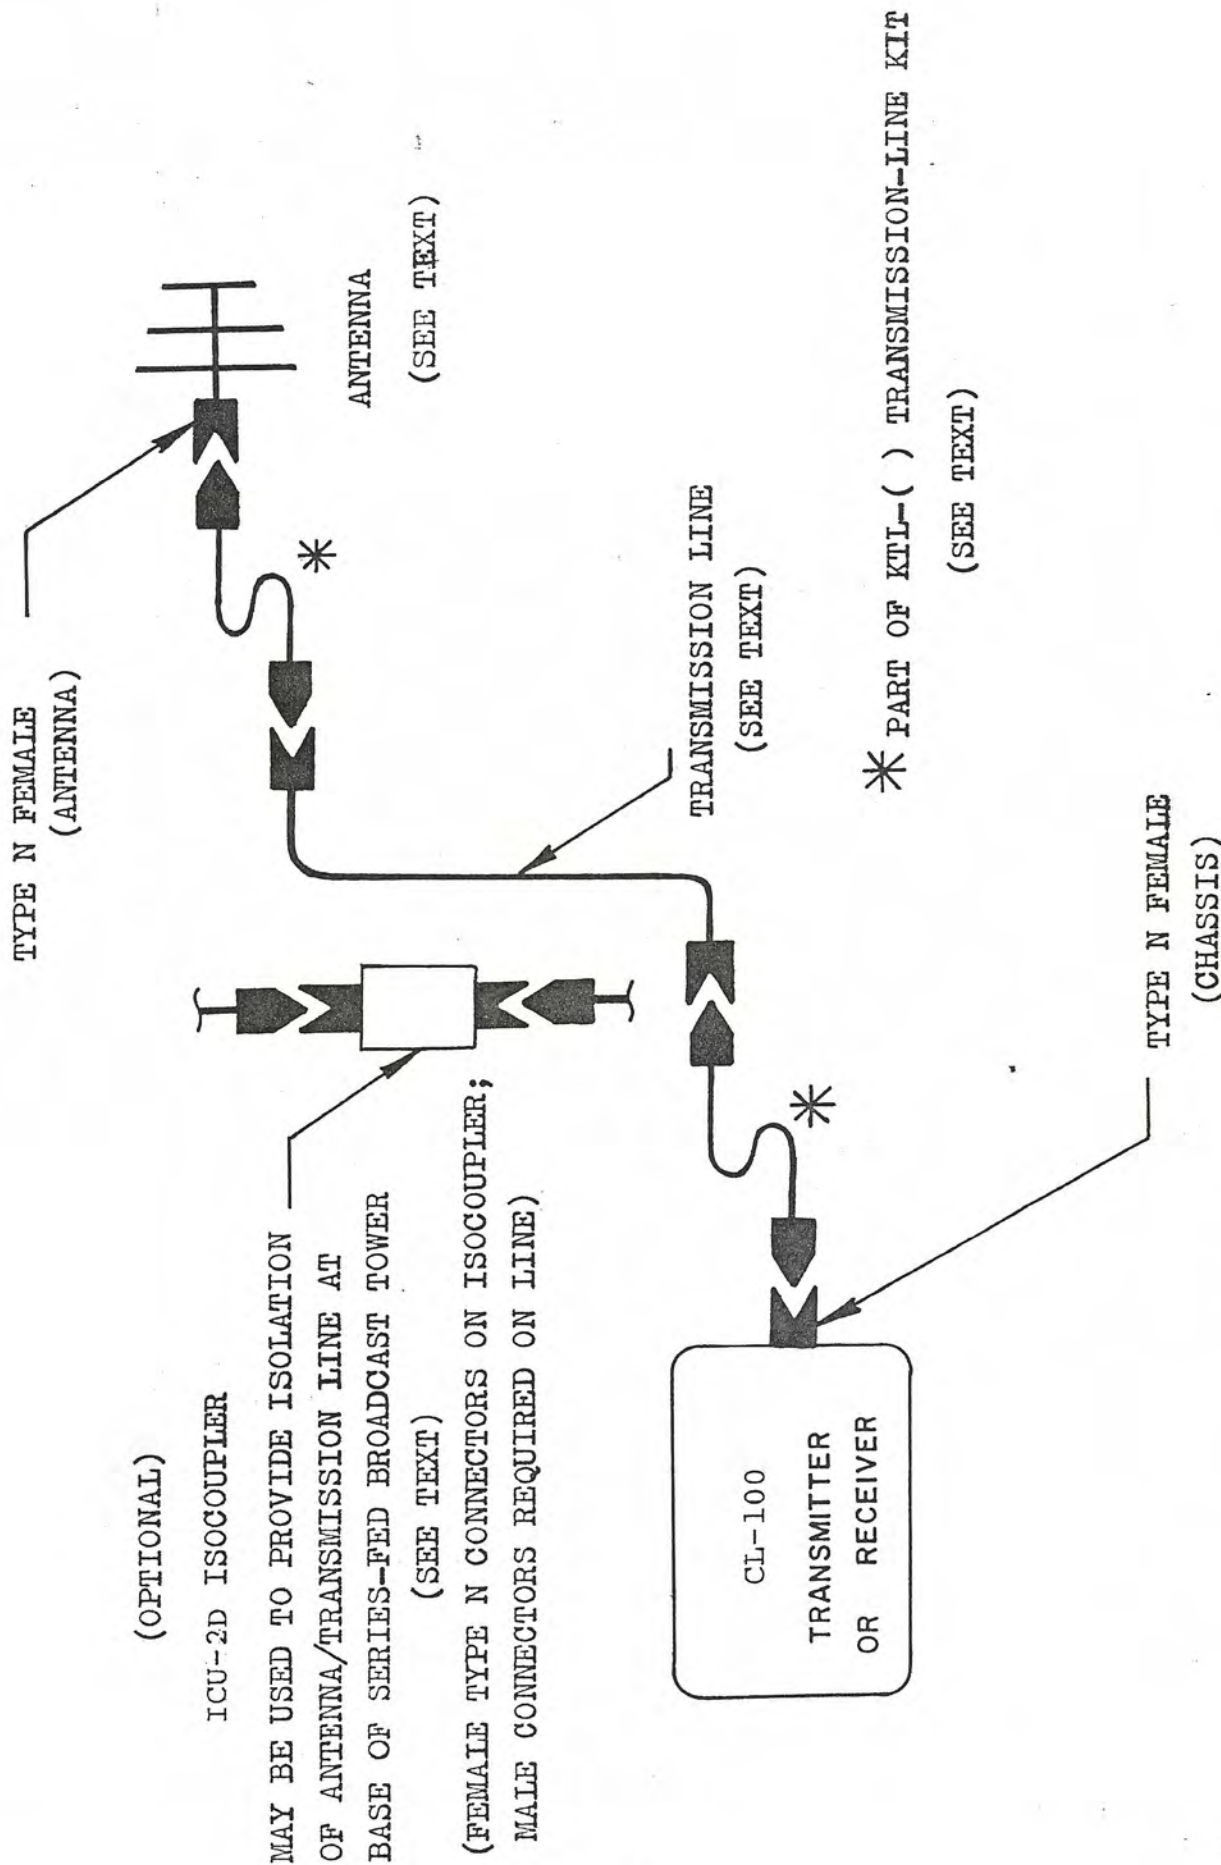 (OPTIONAL)
ICU-2D ISOCOUPLER
MAY BE USED TO PROVIDE ISOLATION
OF ANTENNA/TRANSMISSION LINE AT
BASE OF SERIES-FED BROADCAST TOWER
(SEE TEXT)
(FEMALE TYPE N CONNECTORS ON ISOCOUPLER;
MALE CONNECTORS REQUIRED ON LINE)
TYPE N FEMALE
(ANTENNA)
ANTENNA
(SEE TEXT)
*
TRANSMISSION LINE
(SEE TEXT)
*
CL-100
TRANSMITTER
OR RECEIVER
* PART OF KTL-( ) TRANSMISSION-LINE KIT
(SEE TEXT)
TYPE N FEMALE
(CHASSIS)